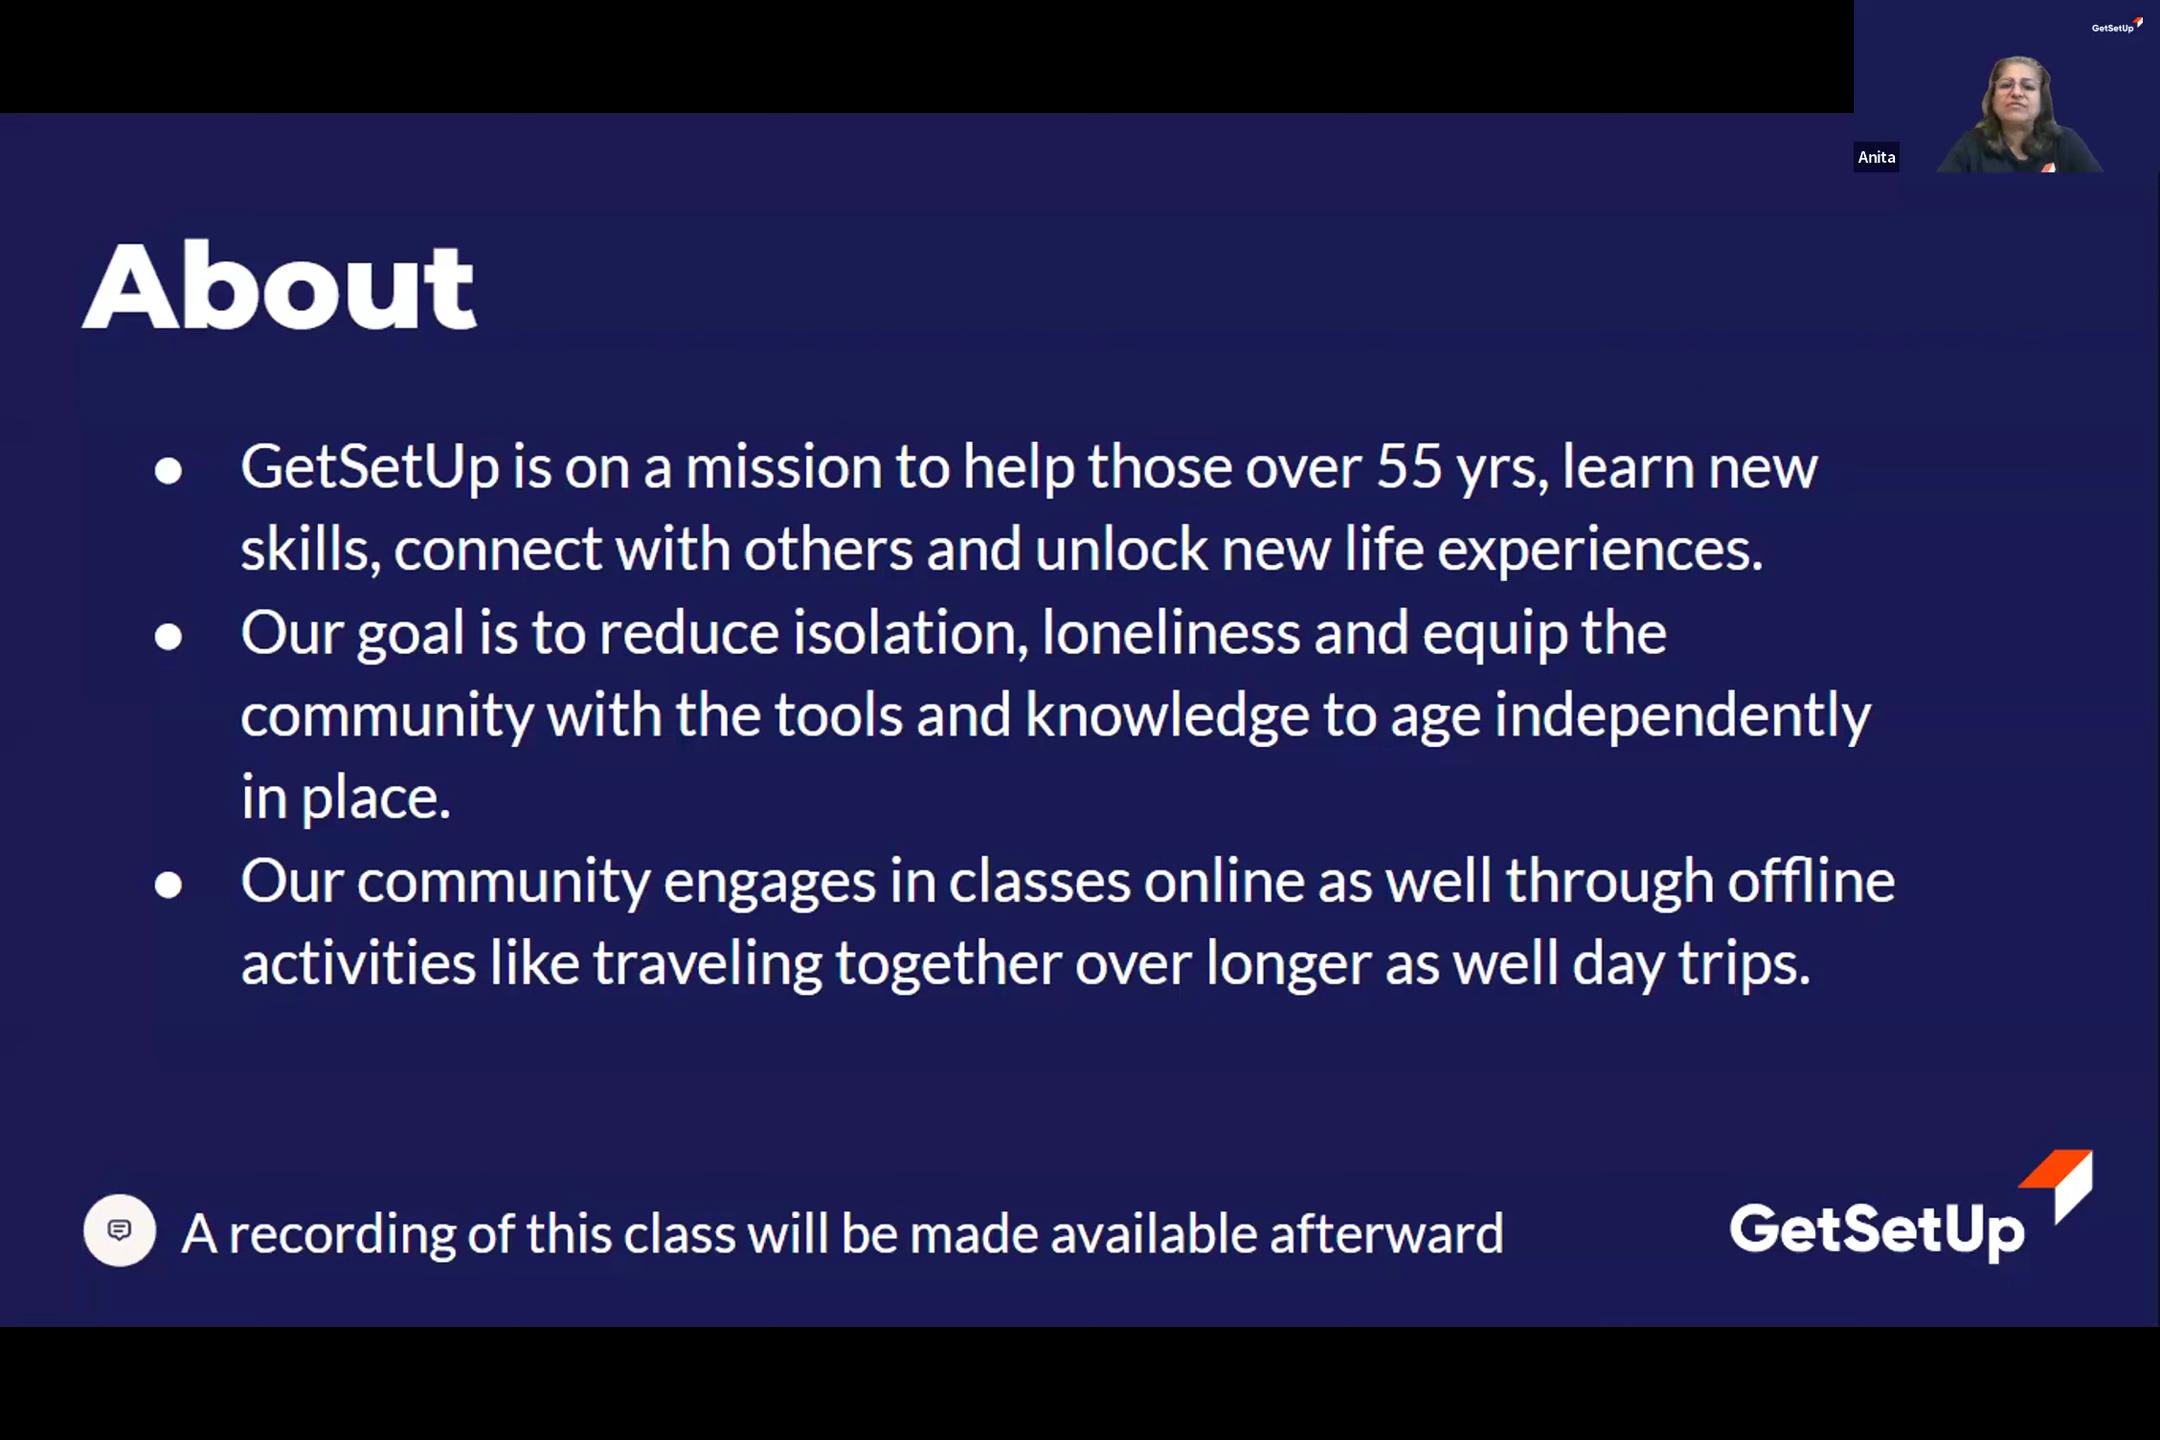 GetSetUp
Anita
About
● GetSetUp is on a mission to help those over 55 yrs, learn new
skills, connect with others and unlock new life experiences.
● Our goal is to reduce isolation, loneliness and equip the
community with the tools and knowledge to age independently
in place.
● Our community engages in classes online as well through offline
activities like traveling together over longer as well day trips.
A recording of this class will be made available afterward
GetSetUp